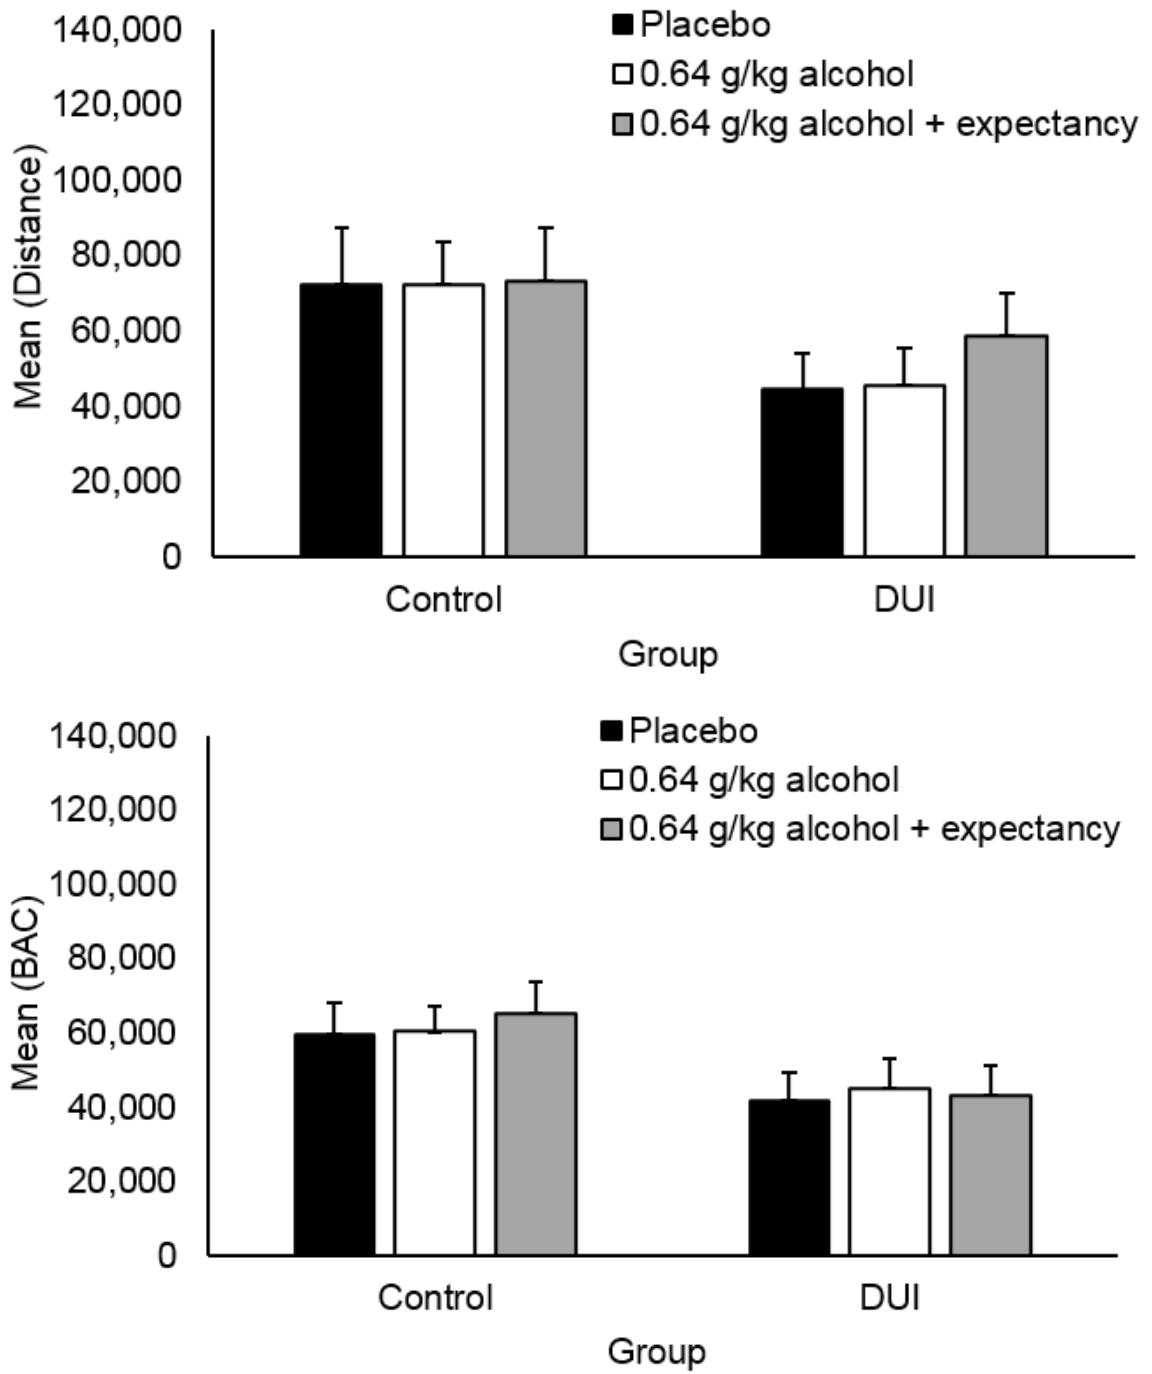 140,000
120,000
100,000
80,000
60,000
40,000
20,000
0
Mean (Distance)
Placebo
0.64 g/kg alcohol
0.64 g/kg alcohol + expectancy
Control
DUI
Group
140,000
120,000
100,000
80,000
60,000
40,000
20,000
0
Mean (BAC)
Placebo
0.64 g/kg alcohol
0.64 g/kg alcohol + expectancy
Control
DUI
Group